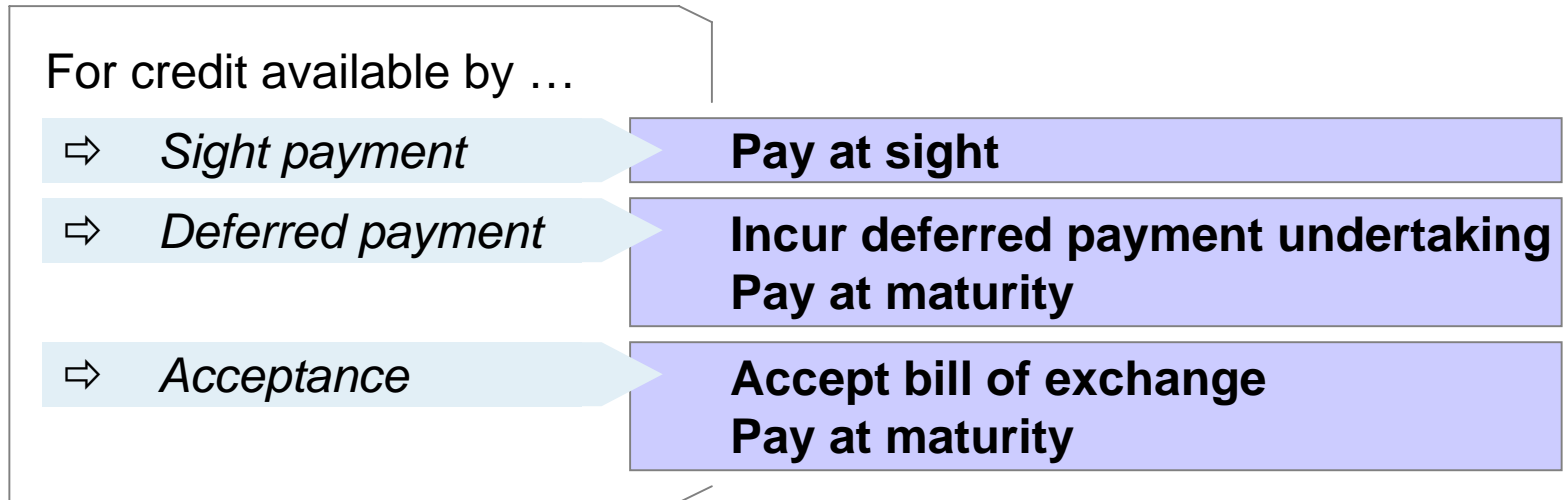 For credit available by …
⇨ Sight payment Pay at sight
⇨ Deferred payment Incur deferred payment undertaking
Pay at maturity
⇨ Acceptance Accept bill of exchange
Pay at maturity